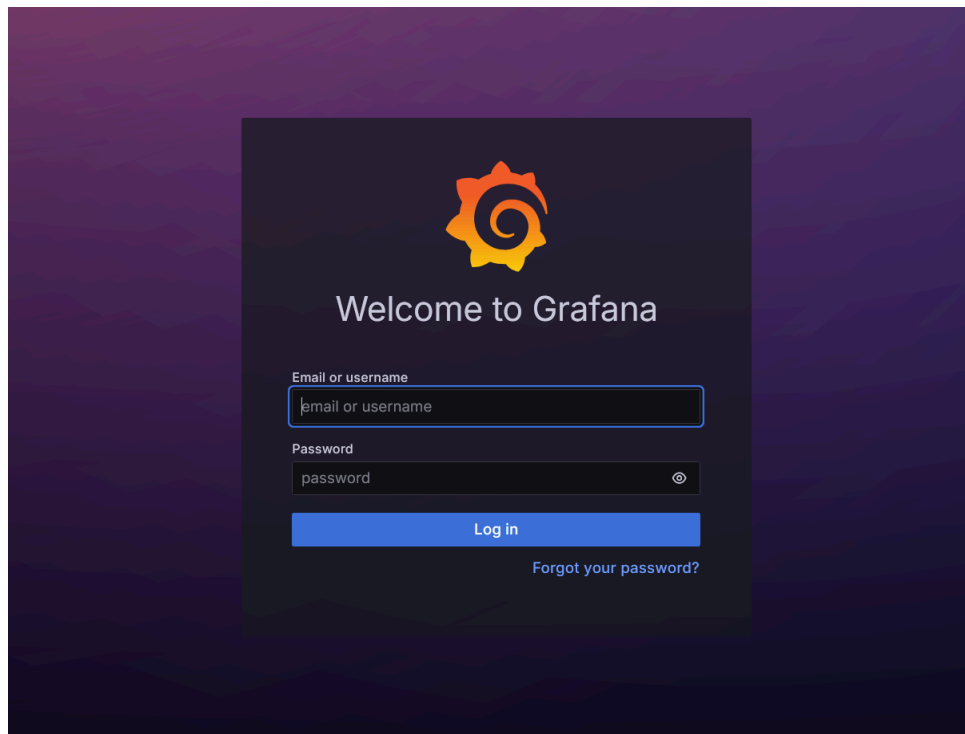 Welcome to Grafana
Email or username
email or username
Password
password
Log in
Forgot your password?